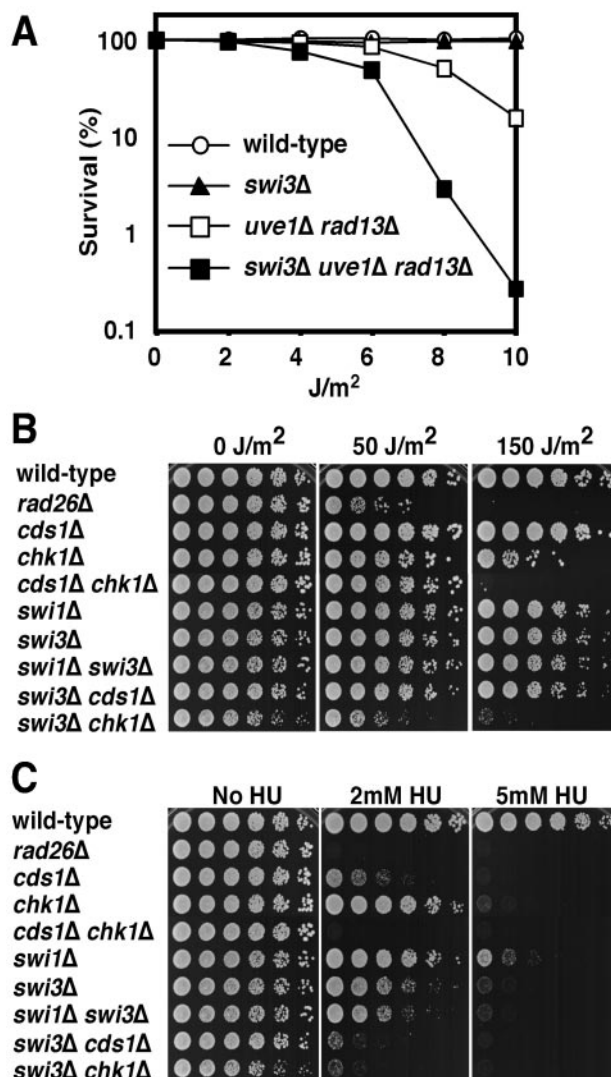 A
100
10
1
0.1
Survival (%)
wild-type
swi3Δ
uve1Δ rad13Δ
swi3Δ uve1Δ rad13Δ
0 2 4 6 8 10
J/m²
B
0 J/m² 50 J/m² 150 J/m²
wild-type
rad26Δ
cds1Δ
chk1Δ
cds1Δ chk1Δ
swi1Δ
swi3Δ
swi1Δ swi3Δ
swi3Δ cds1Δ
swi3Δ chk1Δ
C
No HU 2mM HU 5mM HU
wild-type
rad26Δ
cds1Δ
chk1Δ
cds1Δ chk1Δ
swi1Δ
swi3Δ
swi1Δ swi3Δ
swi3Δ cds1Δ
swi3Δ chk1Δ